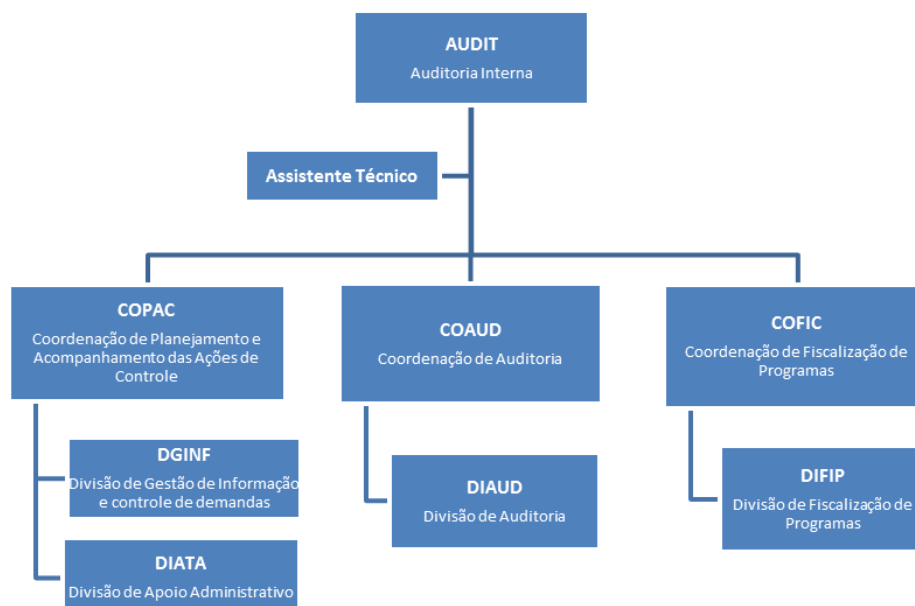 AUDIT
Auditoria Interna
Assistente Técnico
COPAC
Coordenação de Planejamento e
Acompanhamento das Ações de
Controle
COAUD
Coordenação de Auditoria
COFIC
Coordenação de Fiscalização de
Programas
DGINF
Divisão de Gestão de Informação
e controle de demandas
DIATA
Divisão de Apoio Administrativo
DIAUD
Divisão de Auditoria
DIFIP
Divisão de Fiscalização de
Programas